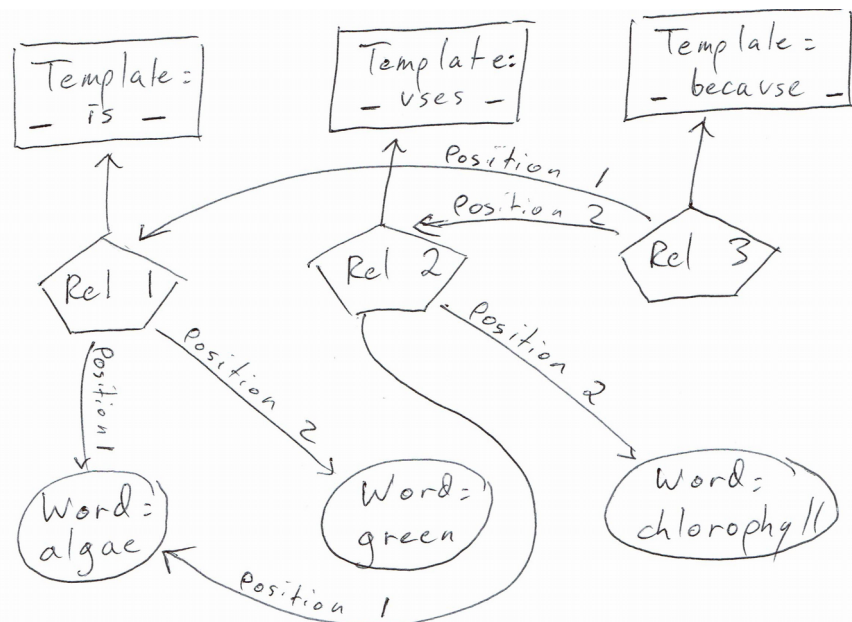 Template:
_ is _
Template:
_ uses _
Template:
_ because _
Position 1
Position 2
Rel 1
Rel 2
Rel 3
Position 1
Position 2
Position 2
Word:
algae
Word:
green
Word:
chlorophyll
Position 1